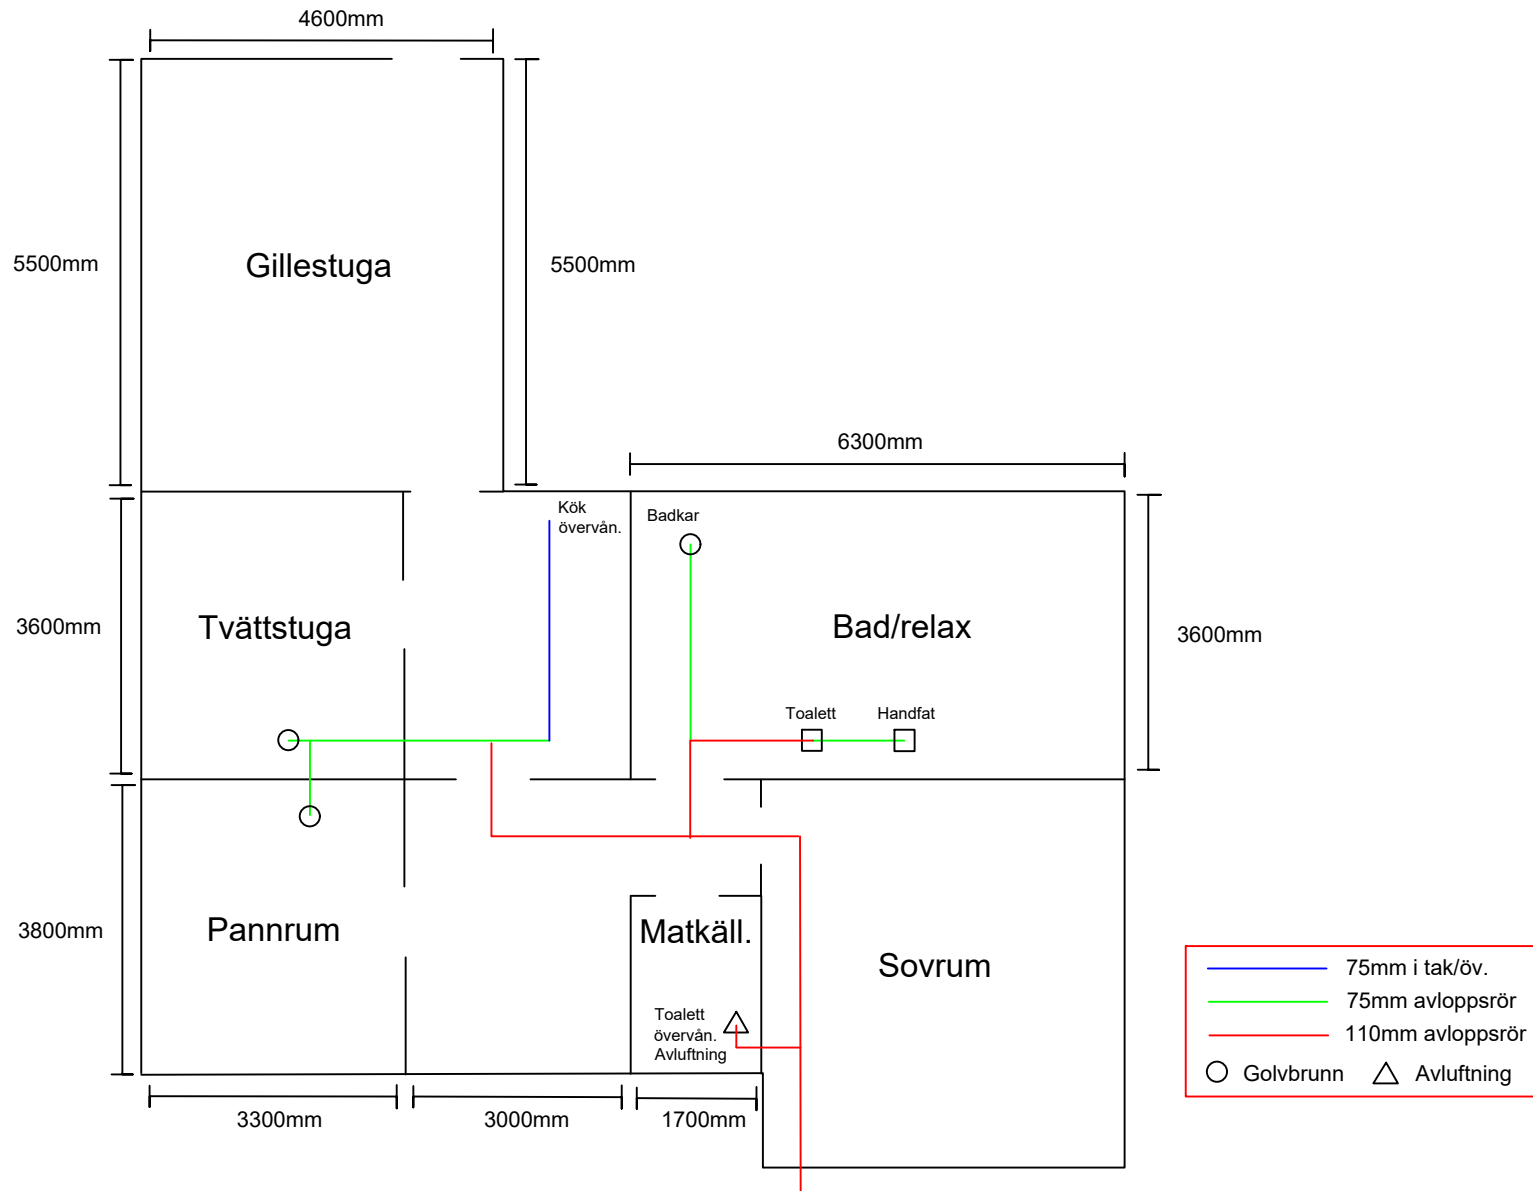 4600mm
5500mm
Gillestuga
5500mm
6300mm
Kök
övervån.
Badkar
3600mm
Tvättstuga
Bad/relax
3600mm
Toalett
Handfat
3800mm
Pannrum
Matkäll.
Sovrum
75mm i tak/öv.
75mm avloppsrör
110mm avloppsrör
Golvbrunn
Avluftning
Toalett
övervån.
Avluftning
3300mm
3000mm
1700mm